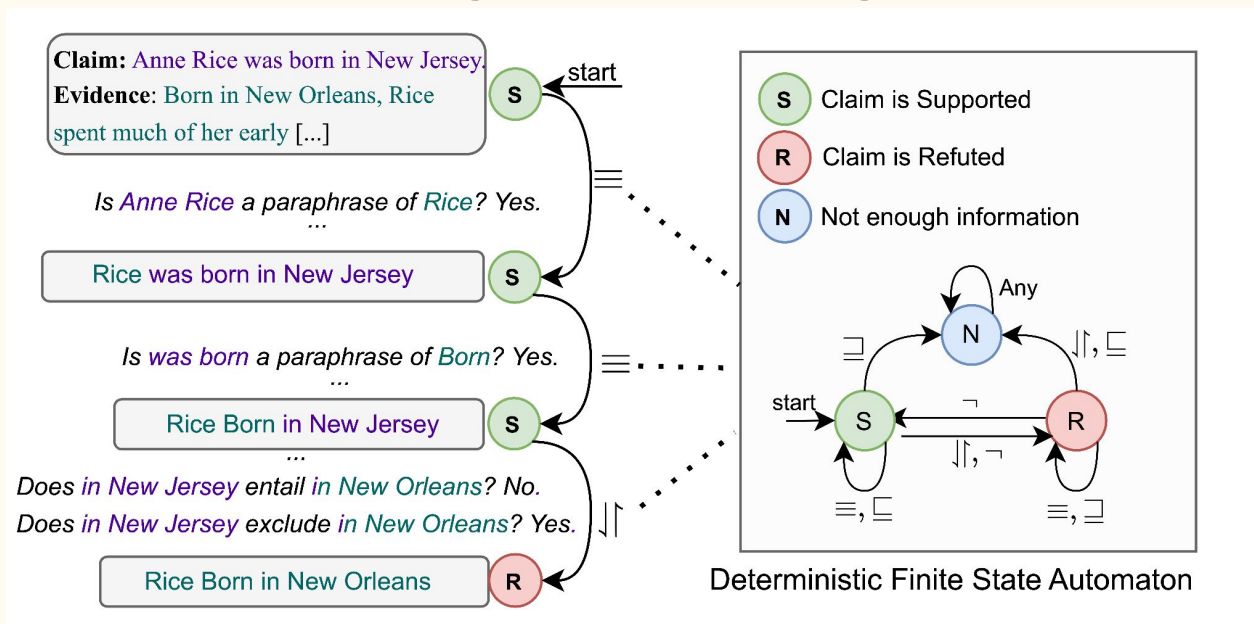 Claim: Anne Rice was born in New Jersey.
Evidence: Born in New Orleans, Rice
spent much of her early [...]
S
start
≡
Is Anne Rice a paraphrase of Rice? Yes.
...
Rice was born in New Jersey
S
Is was born a paraphrase of Born? Yes.
≡
...
Rice Born in New Jersey
S
...
Does in New Jersey entail in New Orleans? No.
Does in New Jersey exclude in New Orleans? Yes.
⇃↾
Rice Born in New Orleans
R
S Claim is Supported
R Claim is Refuted
N Not enough information
Any
N
⊒
⇃↾, ⊑
start
S
¬
R
⇃↾, ¬
≡, ⊑
≡, ⊒
Deterministic Finite State Automaton